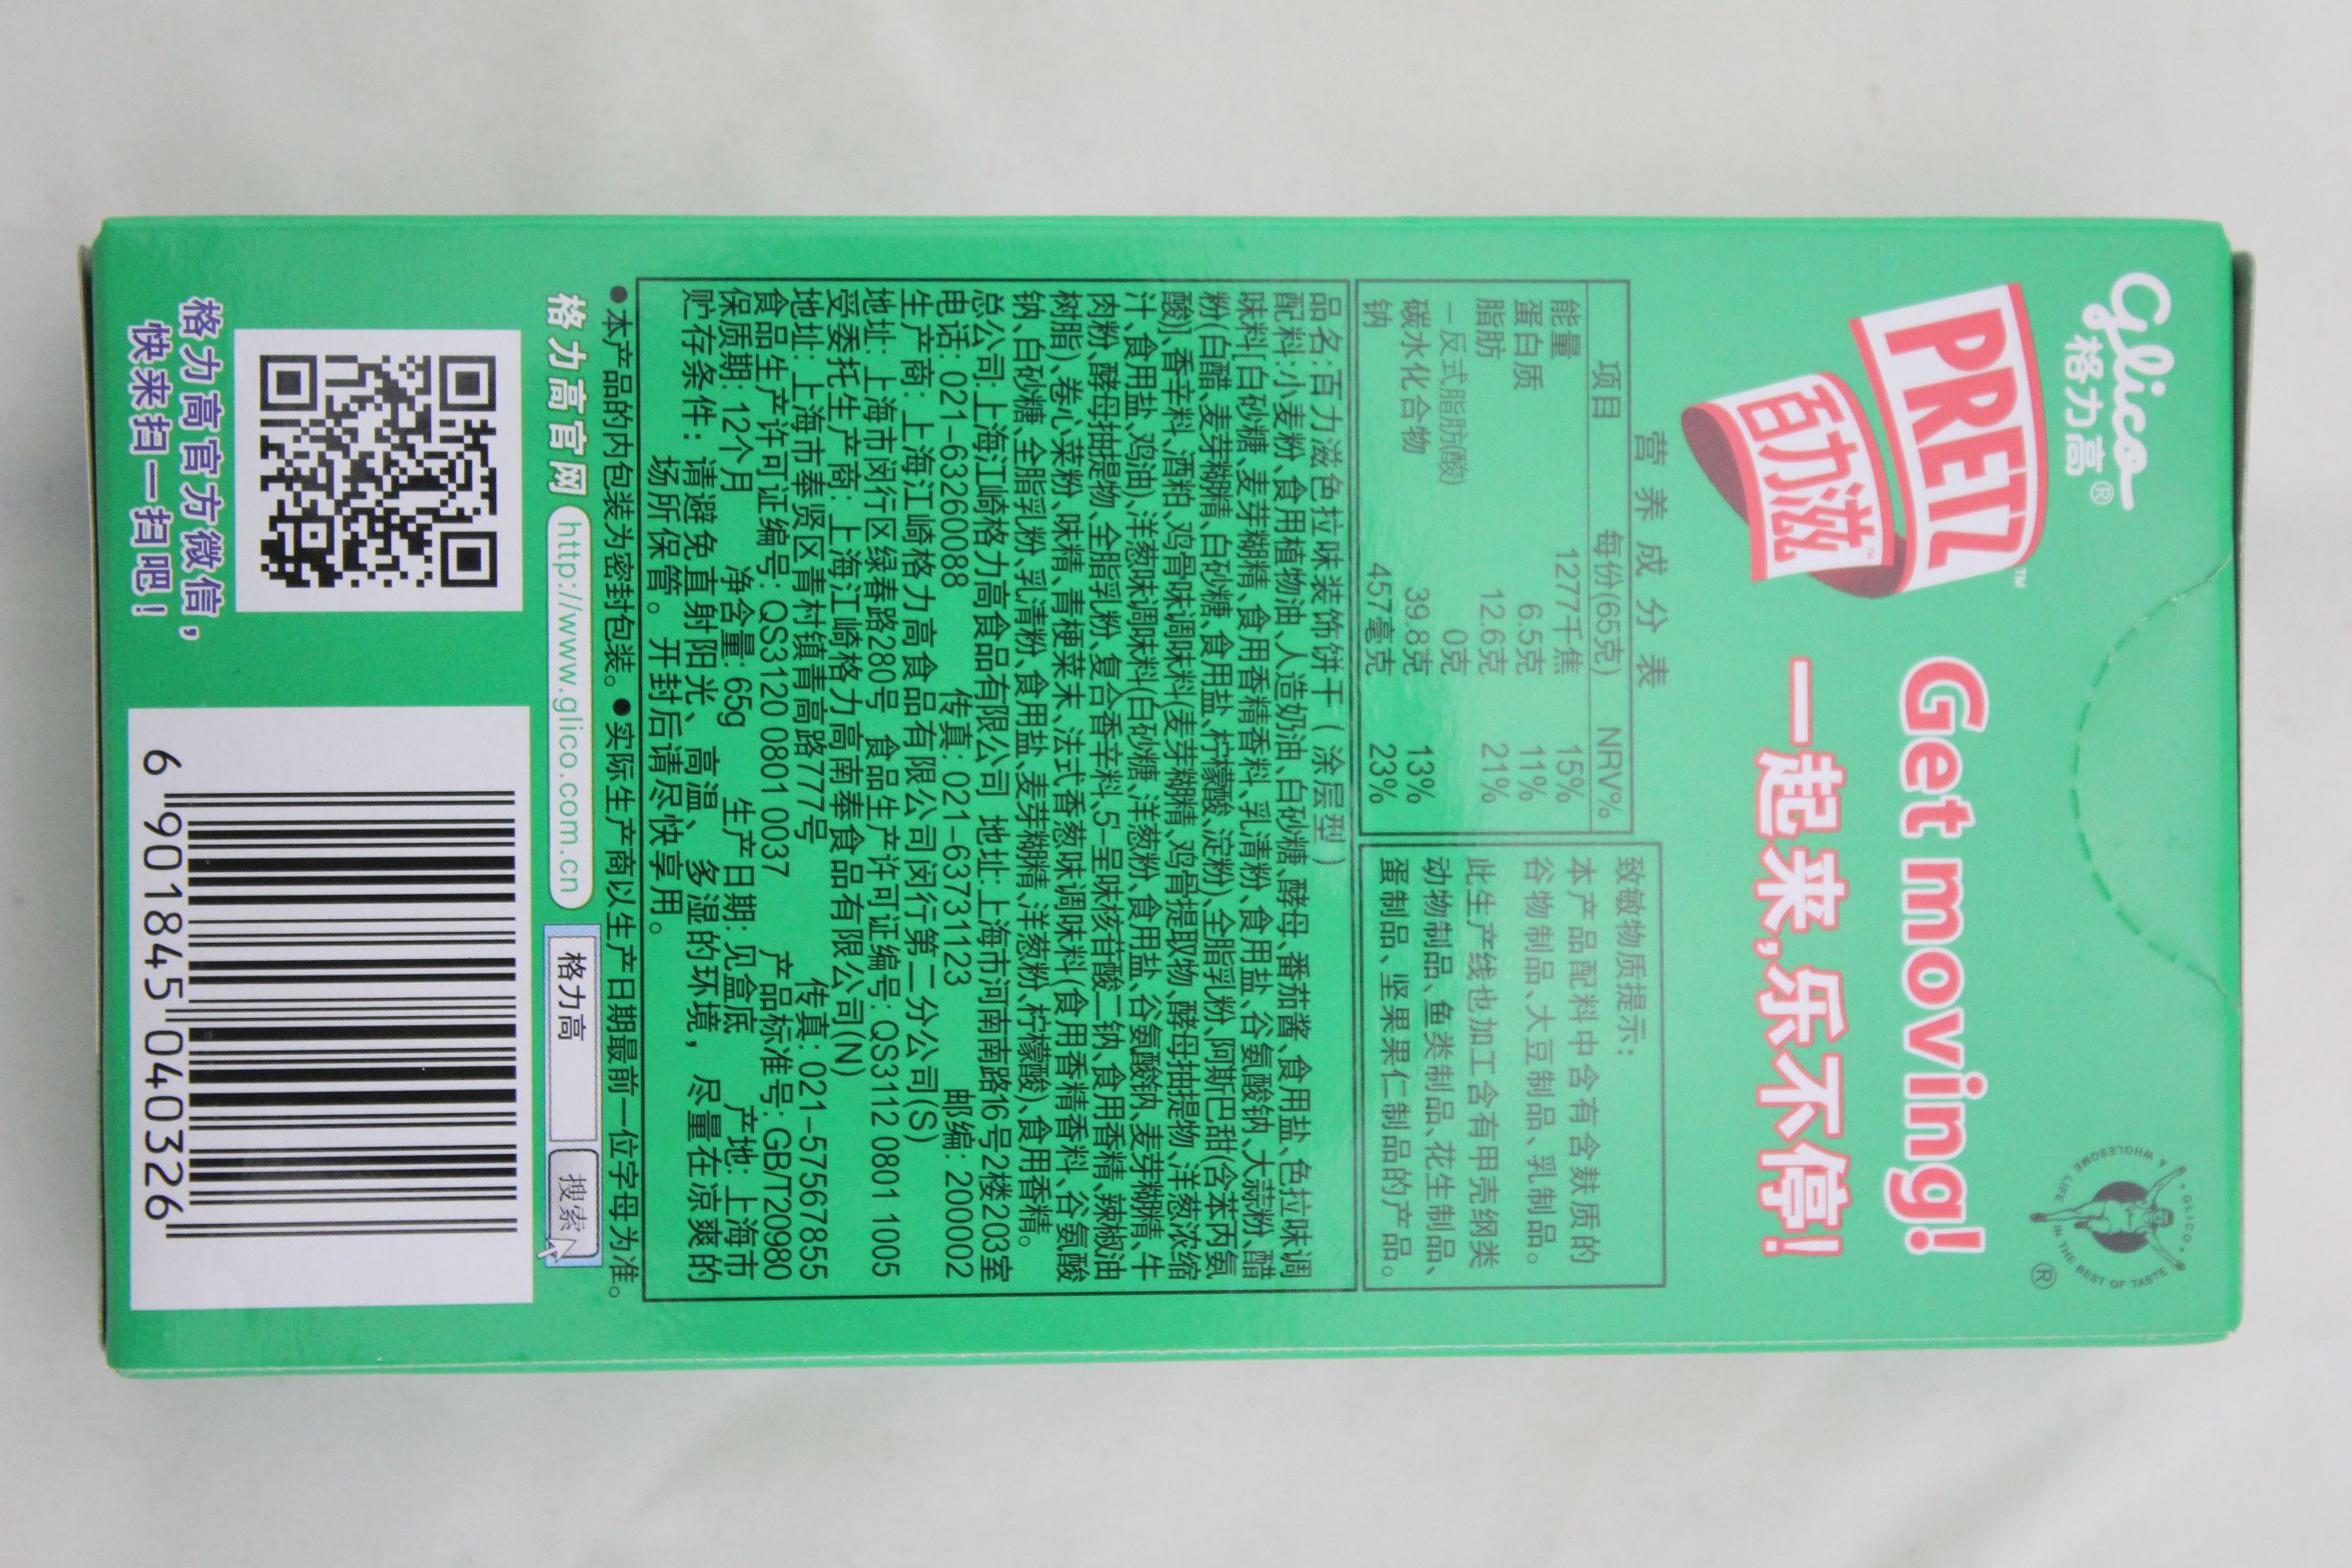 Glico
格力高®
PRETZ™
百力滋™
GLICO
A WHOLESOME LIFE IN THE BEST OF TASTE
®
Get moving!
一起来,乐不停!
营养成分表
项目 每份(65克) NRV%
能量 1277千焦 15%
蛋白质 6.5克 11%
脂肪 12.6克 21%
—反式脂肪(酸) 0克
碳水化合物 39.8克 13%
钠 457毫克 23%
致敏物质提示:
本产品配料中含有含麸质的
谷物制品、大豆制品、乳制品。
此生产线也加工含有甲壳纲类
动物制品、鱼类制品、花生制品、
蛋制品、坚果果仁制品的产品。
品名:百力滋色拉味装饰饼干(涂层型)
配料:小麦粉、食用植物油、人造奶油、白砂糖、酵母、番茄酱、食用盐、色拉味调
味料[白砂糖、麦芽糊精、食用香精香料、乳清粉、食用盐、谷氨酸钠、大蒜粉、醋
粉(白醋、麦芽糊精、白砂糖、食用盐、柠檬酸、淀粉)、全脂乳粉、阿斯巴甜(含苯丙氨
酸)、香辛料、酒粕、鸡骨味调味料(麦芽糊精、鸡骨提取物、酵母抽提物、洋葱浓缩
汁、食用盐、鸡油)、洋葱味调味料(白砂糖、洋葱粉、食用盐、谷氨酸钠、麦芽糊精、牛
肉粉、酵母抽提物、全脂乳粉、复合香辛料、5'-呈味核苷酸二钠、食用香精、辣椒油
树脂)、卷心菜粉、味精、青梗菜末、法式香葱味调味料(食用香精香料、谷氨酸
钠、白砂糖、全脂乳粉、乳清粉、食用盐、麦芽糊精、洋葱粉、柠檬酸)、食用香精。
总公司:上海江崎格力高食品有限公司 地址:上海市河南南路16号2楼203室
电话: 021-63260088 传真: 021-63731123 邮编: 200002
生产商: 上海江崎格力高食品有限公司闵行第二分公司(S)
地址: 上海市闵行区绿春路280号 食品生产许可证编号: QS3112 0801 1005
受委托生产商: 上海江崎格力高南奉食品有限公司(N)
地址: 上海市奉贤区青村镇青高路777号 传真: 021-57567855
食品生产许可证编号: QS3120 0801 0037 产品标准号: GB/T20980
保质期: 12个月 净含量: 65g 生产日期: 见盒底 产地: 上海市
贮存条件: 请避免直射阳光、高温、多湿的环境, 尽量在凉爽的
场所保管。开封后请尽快享用。
●本产品的内包装为密封包装。●实际生产商以生产日期最前一位字母为准。
格力高官网 http://www.glico.com.cn 格力高 搜索
格力高官方微信,
快来扫一扫吧!
6 901845 040326